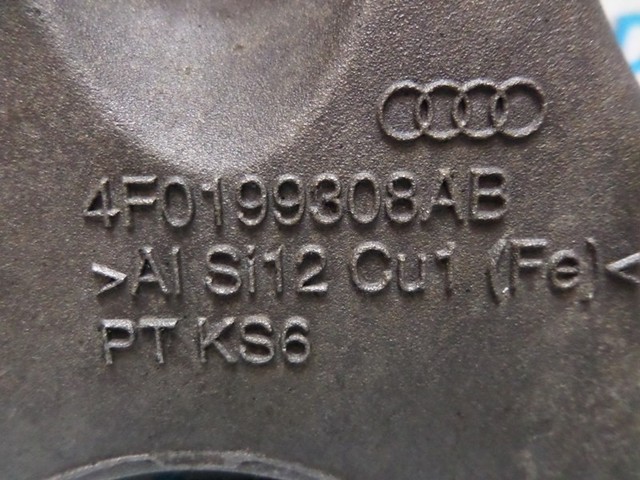 4F0199308AB
>Al Si12 Cu1 (Fe)<
PT KS6